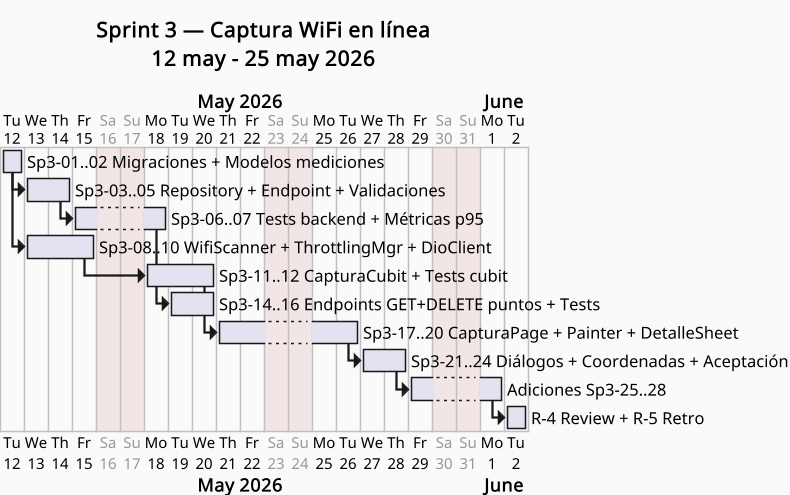 Sprint 3 — Captura WiFi en línea
12 may - 25 may 2026
May 2026 June
Tu We Th Fr Sa Su Mo Tu We Th Fr Sa Su Mo Tu We Th Fr Sa Su Mo Tu
12 13 14 15 16 17 18 19 20 21 22 23 24 25 26 27 28 29 30 31 1 2
Sp3-01..02 Migraciones + Modelos mediciones
Sp3-03..05 Repository + Endpoint + Validaciones
Sp3-06..07 Tests backend + Métricas p95
Sp3-08..10 WifiScanner + ThrottlingMgr + DioClient
Sp3-11..12 CapturaCubit + Tests cubit
Sp3-14..16 Endpoints GET+DELETE puntos + Tests
Sp3-17..20 CapturaPage + Painter + DetalleSheet
Sp3-21..24 Diálogos + Coordenadas + Aceptación
Adiciones Sp3-25..28
R-4 Review + R-5 Retro
Tu We Th Fr Sa Su Mo Tu We Th Fr Sa Su Mo Tu We Th Fr Sa Su Mo Tu
12 13 14 15 16 17 18 19 20 21 22 23 24 25 26 27 28 29 30 31 1 2
May 2026 June